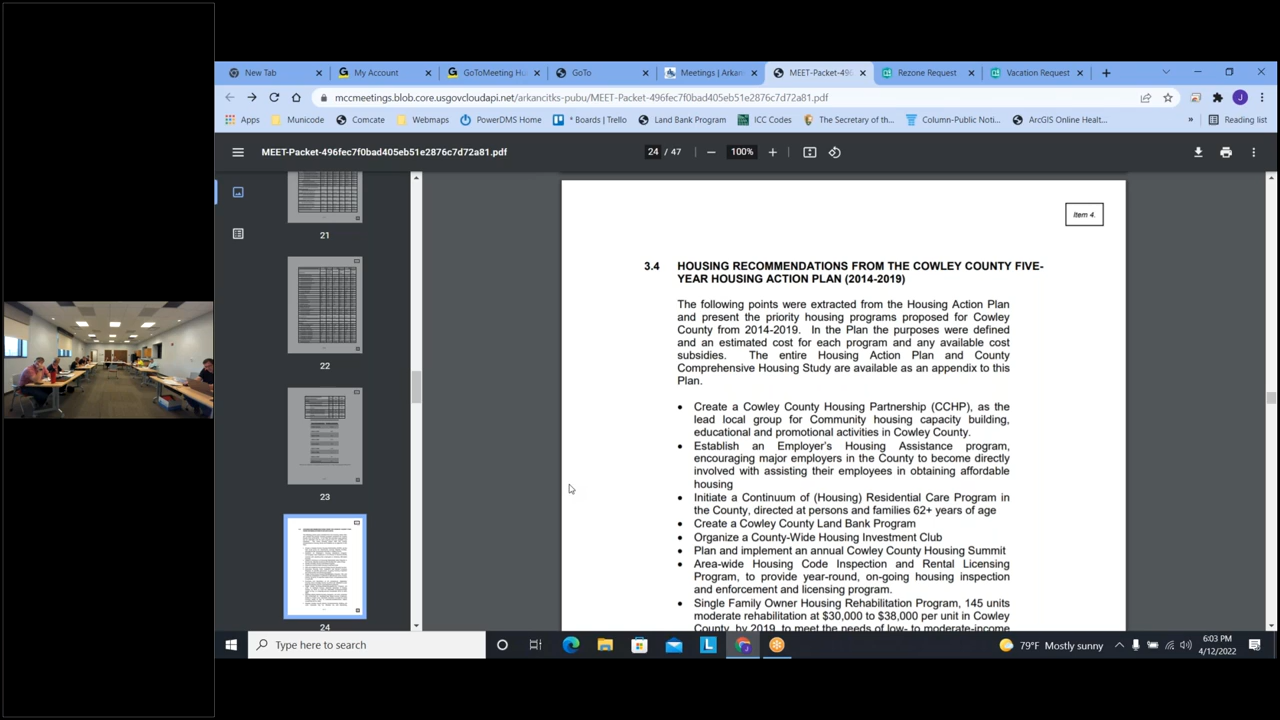 New Tab
My Account
GoToMeeting Hu
GoTo
Meetings | Arkan
MEET-Packet-496
Rezone Request
Vacation Request
mccmeetings.blob.core.usgovcloudapi.net/arkancitks-pubu/MEET-Packet-496fec7f0bad405eb51e2876c7d72a81.pdf
Apps
Municode
Comcate
Webmaps
PowerDMS Home
* Boards | Trello
Land Bank Program
ICC Codes
The Secretary of th...
Column-Public Noti...
ArcGIS Online Healt...
»
Reading list
MEET-Packet-496fec7f0bad405eb51e2876c7d72a81.pdf
24 / 47
100%
21
22
23
24
Item 4.
3.4 HOUSING RECOMMENDATIONS FROM THE COWLEY COUNTY FIVE-
YEAR HOUSING ACTION PLAN (2014-2019)
The following points were extracted from the Housing Action Plan
and present the priority housing programs proposed for Cowley
County from 2014-2019. In the Plan the purposes were defined
and an estimated cost for each program and any available cost
subsidies. The entire Housing Action Plan and County
Comprehensive Housing Study are available as an appendix to this
Plan.
• Create a Cowley County Housing Partnership (CCHP), as the
lead local group for Community housing capacity building,
educational and promotional activities in Cowley County.
• Establish an Employer's Housing Assistance program,
encouraging major employers in the County to become directly
involved with assisting their employees in obtaining affordable
housing
• Initiate a Continuum of (Housing) Residential Care Program in
the County, directed at persons and families 62+ years of age
• Create a Cowley County Land Bank Program
• Organize a County-Wide Housing Investment Club
• Plan and implement an annual Cowley County Housing Summit
• Area-wide Housing Code Inspection and Rental Licensing
Program, to provide year-round, on-going housing inspection
and enforcement and licensing program.
• Single Family Owner Housing Rehabilitation Program, 145 units
moderate rehabilitation at $30,000 to $38,000 per unit in Cowley
County, by 2019, to meet the needs of low- to moderate-income
Type here to search
79°F Mostly sunny
6:03 PM
4/12/2022